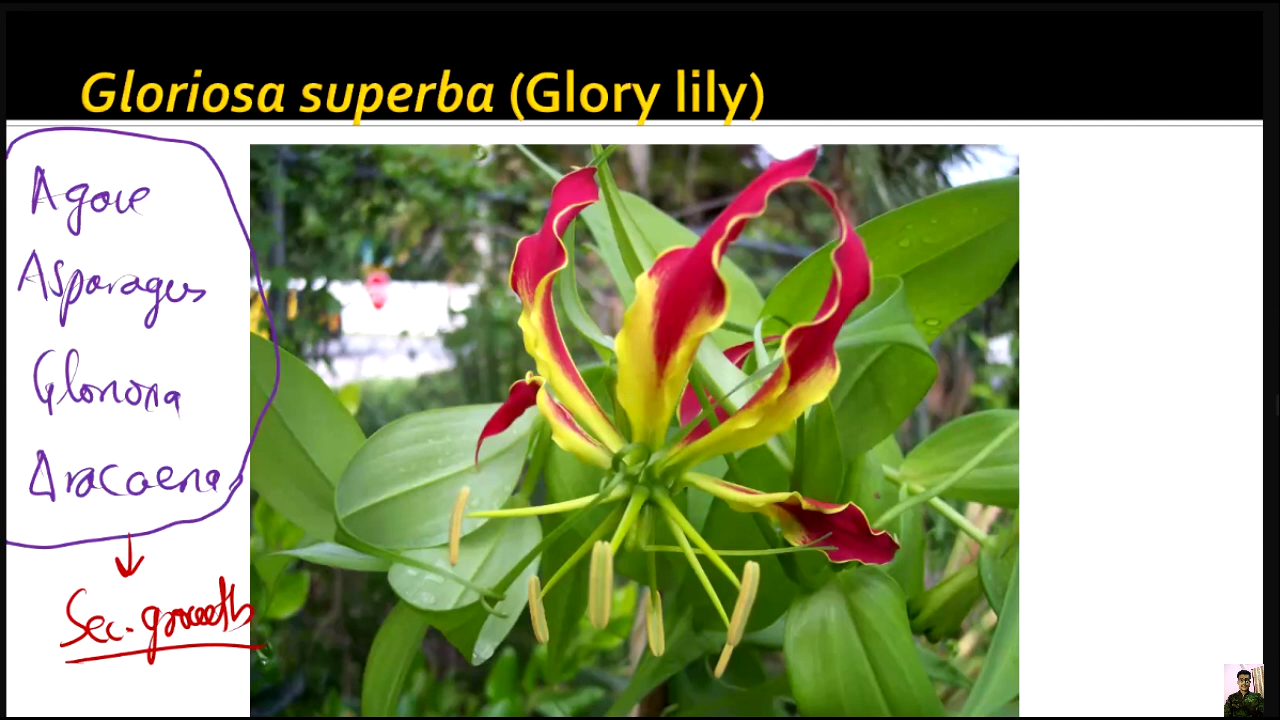 Gloriosa superba (Glory lily)
Agave
Asparagus
Gloriosa
Dracaena
Sec. growth